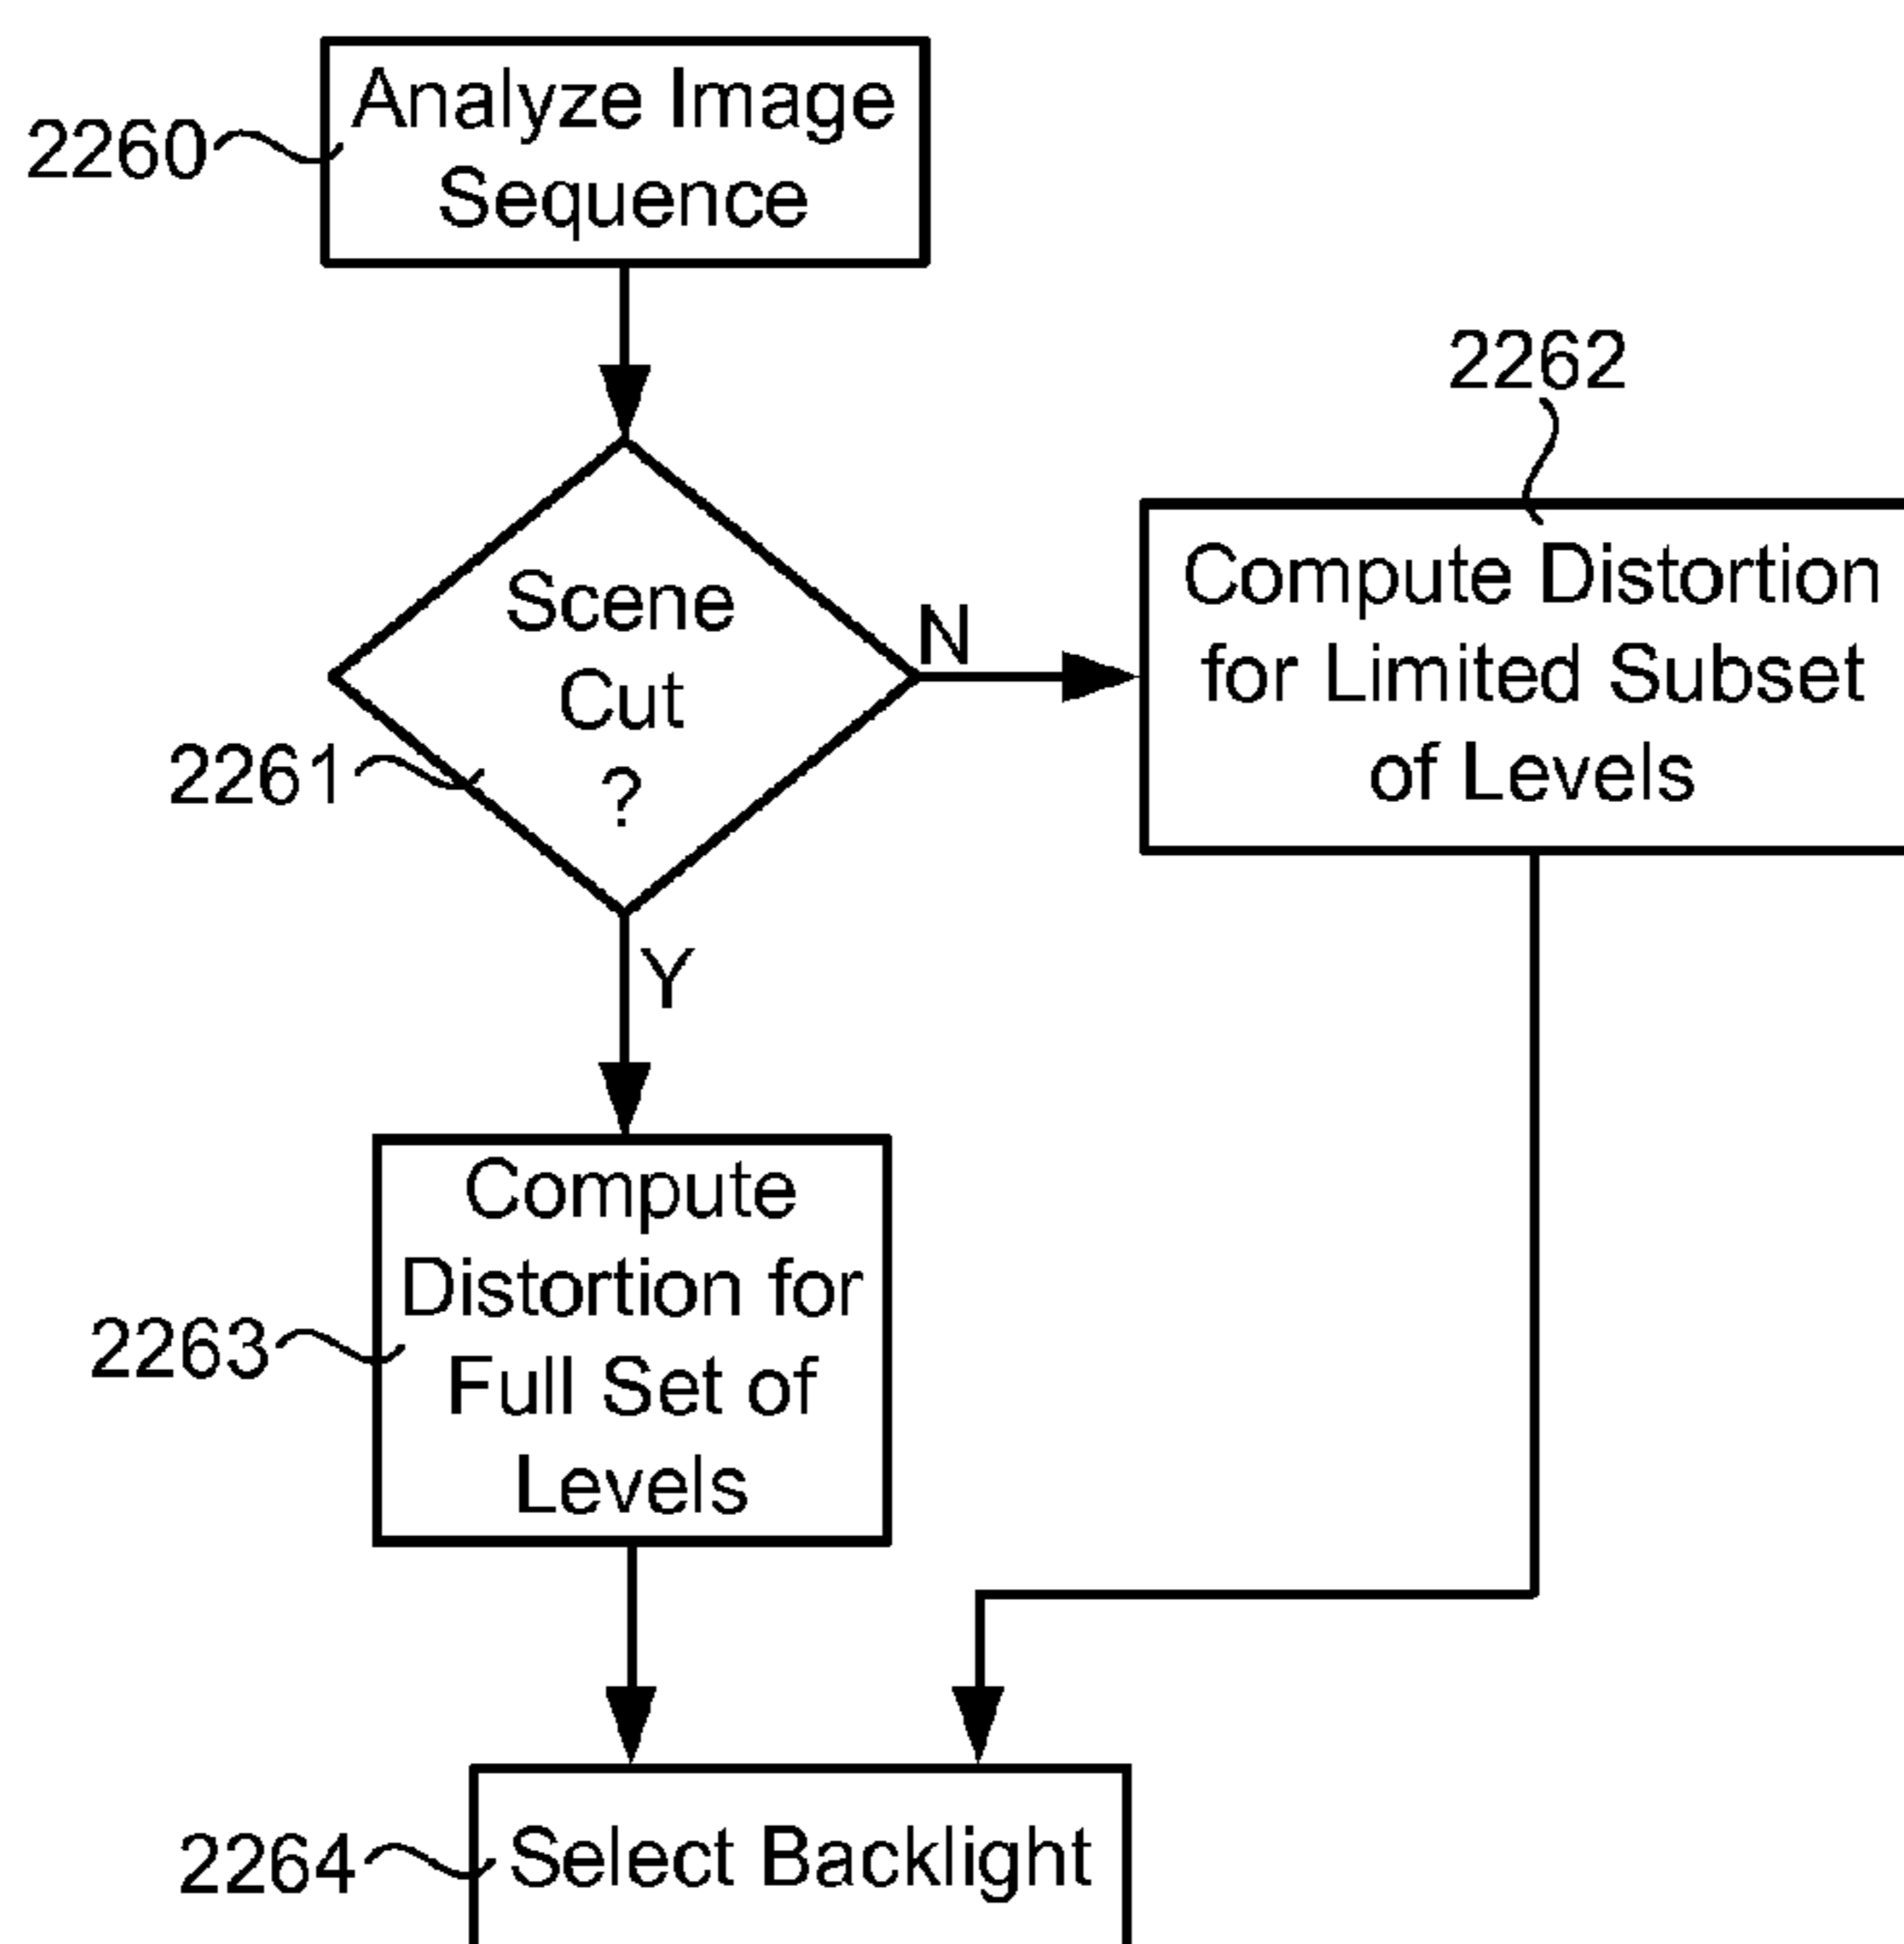 2260
Analyze Image
Sequence
2261
Scene
Cut
?
N
Y
2262
Compute Distortion
for Limited Subset
of Levels
2263
Compute
Distortion for
Full Set of
Levels
2264
Select Backlight